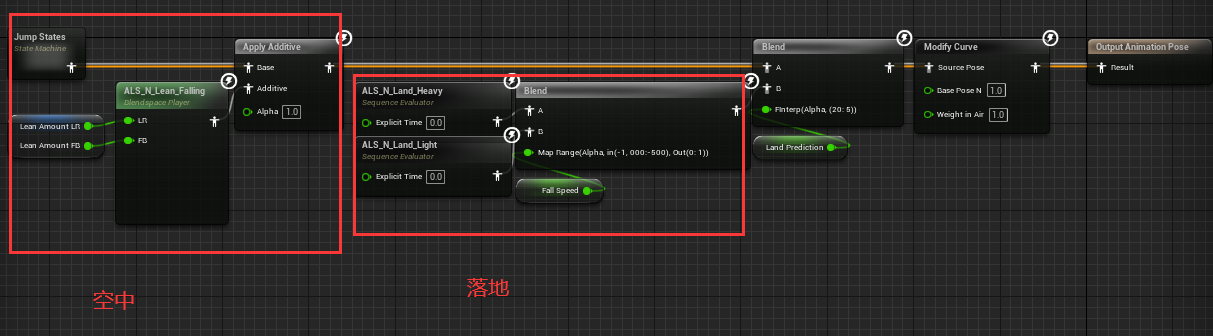 Jump States
State Machine
ALS_N_Lean_Falling
Blendspace Player
Lean Amount LR
LR
Lean Amount FB
FB
Apply Additive
Base
Additive
Alpha 1.0
ALS_N_Land_Heavy
Sequence Evaluator
Explicit Time 0.0
ALS_N_Land_Light
Sequence Evaluator
Explicit Time 0.0
Blend
A
B
Map Range(Alpha, in(-1, 000:-500), Out(0: 1))
Fall Speed
Blend
A
B
FInterp(Alpha, (20: 5))
Land Prediction
Modify Curve
Source Pose
Base Pose N 1.0
Weight in Air 1.0
Output Animation Pose
Result
空中
落地